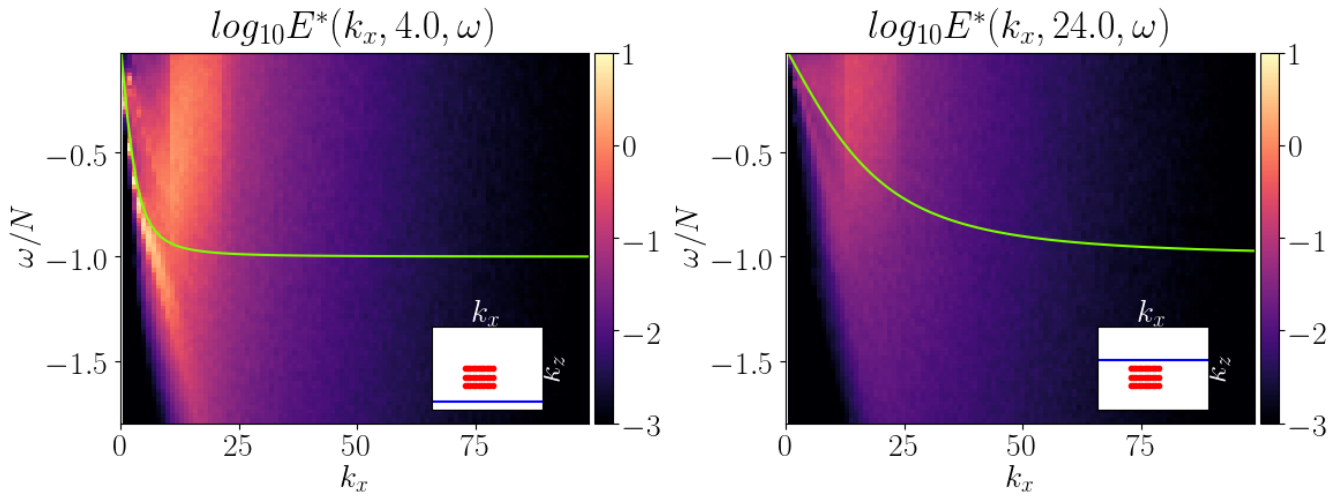 log₁₀E*(kₓ, 4.0, ω)
1
0
−1
−2
−3
−0.5
−1.0
−1.5
ω/N
kₓ
k_z
0
25
50
75
kₓ
log₁₀E*(kₓ, 24.0, ω)
1
0
−1
−2
−3
−0.5
−1.0
−1.5
ω/N
kₓ
k_z
0
25
50
75
kₓ